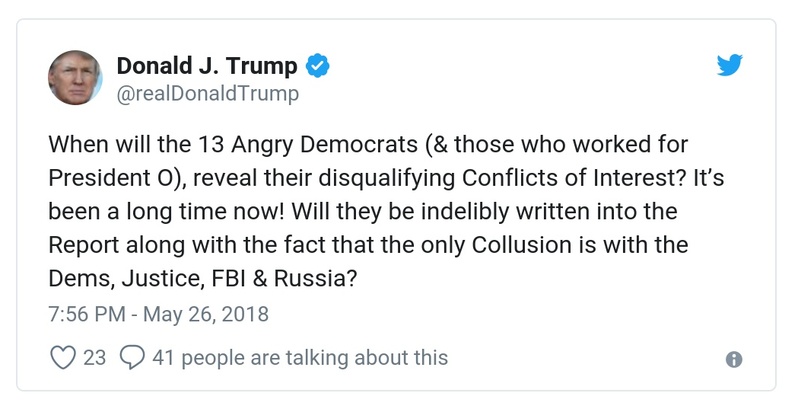 Donald J. Trump
@realDonaldTrump
When will the 13 Angry Democrats (& those who worked for
President O), reveal their disqualifying Conflicts of Interest? It’s
been a long time now! Will they be indelibly written into the
Report along with the fact that the only Collusion is with the
Dems, Justice, FBI & Russia?
7:56 PM - May 26, 2018
23 41 people are talking about this